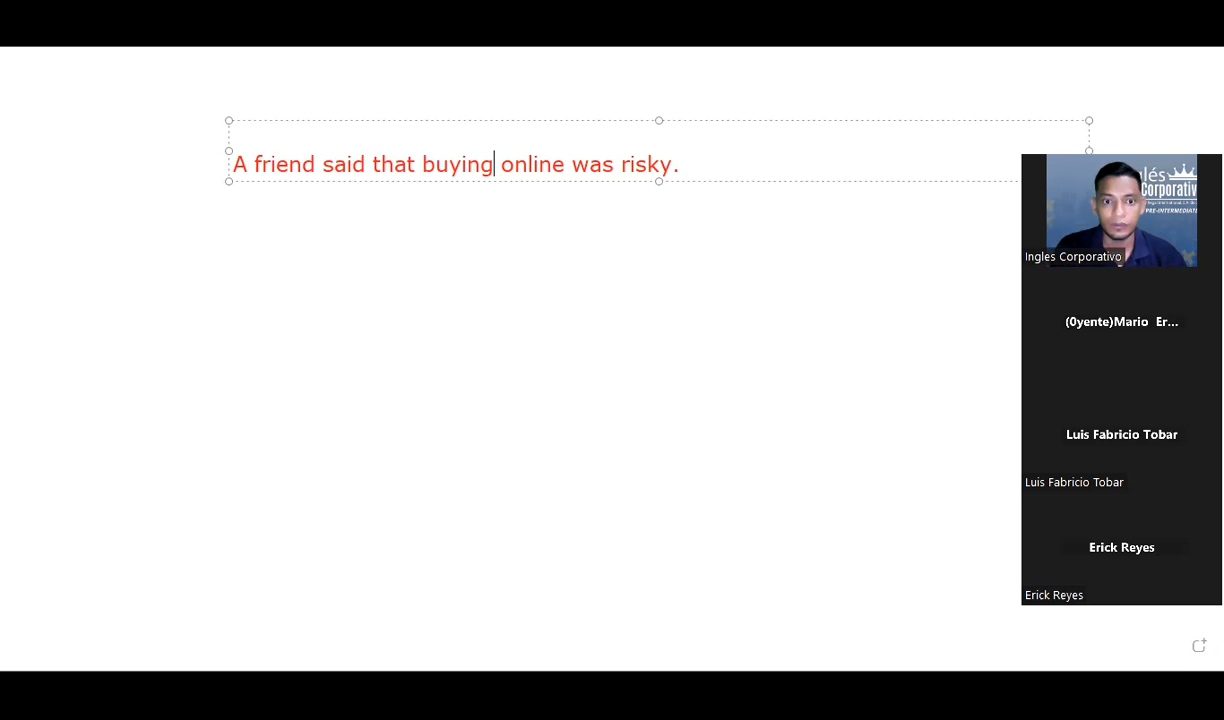 A friend said that buying online was risky.
Inglés
Corporativo
PRE-INTERMEDIATE
Ingles Corporativo
(0yente)Mario Er...
Luis Fabricio Tobar
Luis Fabricio Tobar
Erick Reyes
Erick Reyes